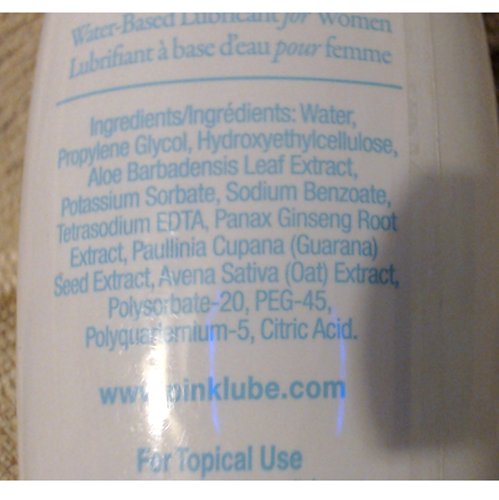 Water-Based Lubricant for Women
Lubrifiant à base d'eau pour femme
Ingredients/Ingrédients: Water,
Propylene Glycol, Hydroxyethylcellulose,
Aloe Barbadensis Leaf Extract,
Potassium Sorbate, Sodium Benzoate,
Tetrasodium EDTA, Panax Ginseng Root
Extract, Paullinia Cupana (Guarana)
Seed Extract, Avena Sativa (Oat) Extract,
Polysorbate-20, PEG-45,
Polyquaternium-5, Citric Acid.
www.pinklube.com
For Topical Use